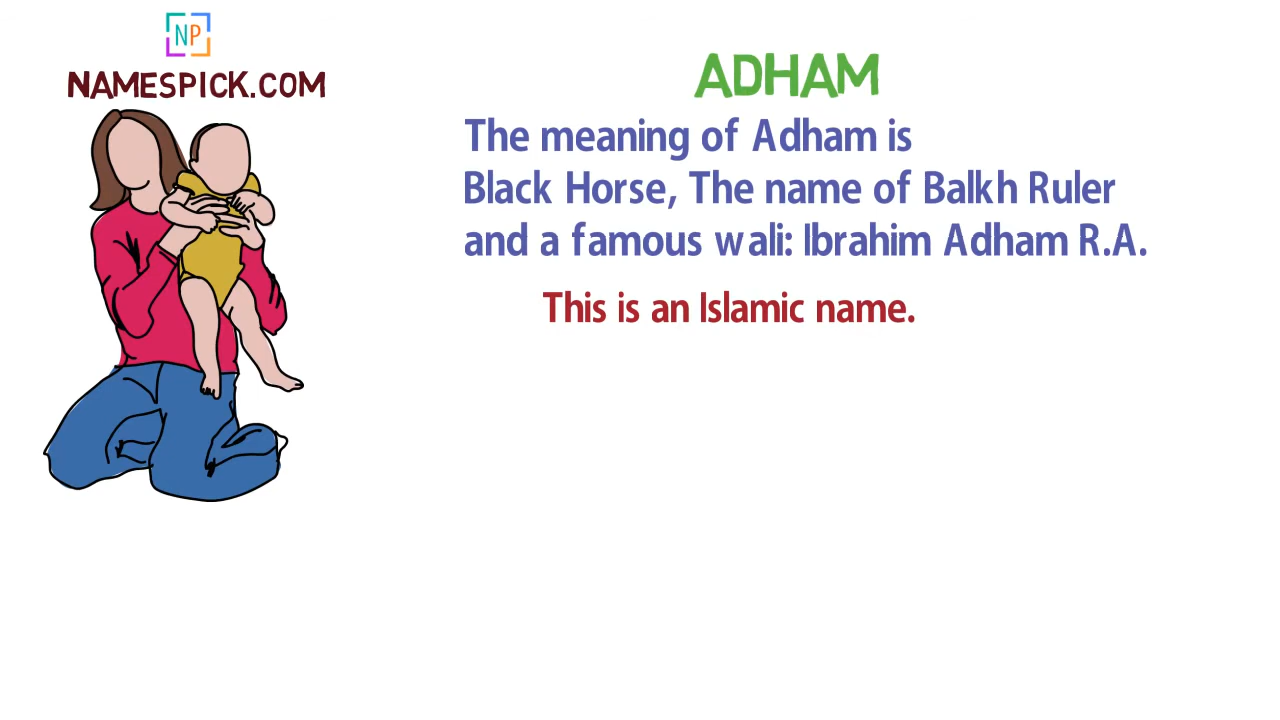 NP
NAMESPICK.COM
ADHAM
The meaning of Adham is
Black Horse, The name of Balkh Ruler
and a famous wali: Ibrahim Adham R.A.
This is an Islamic name.